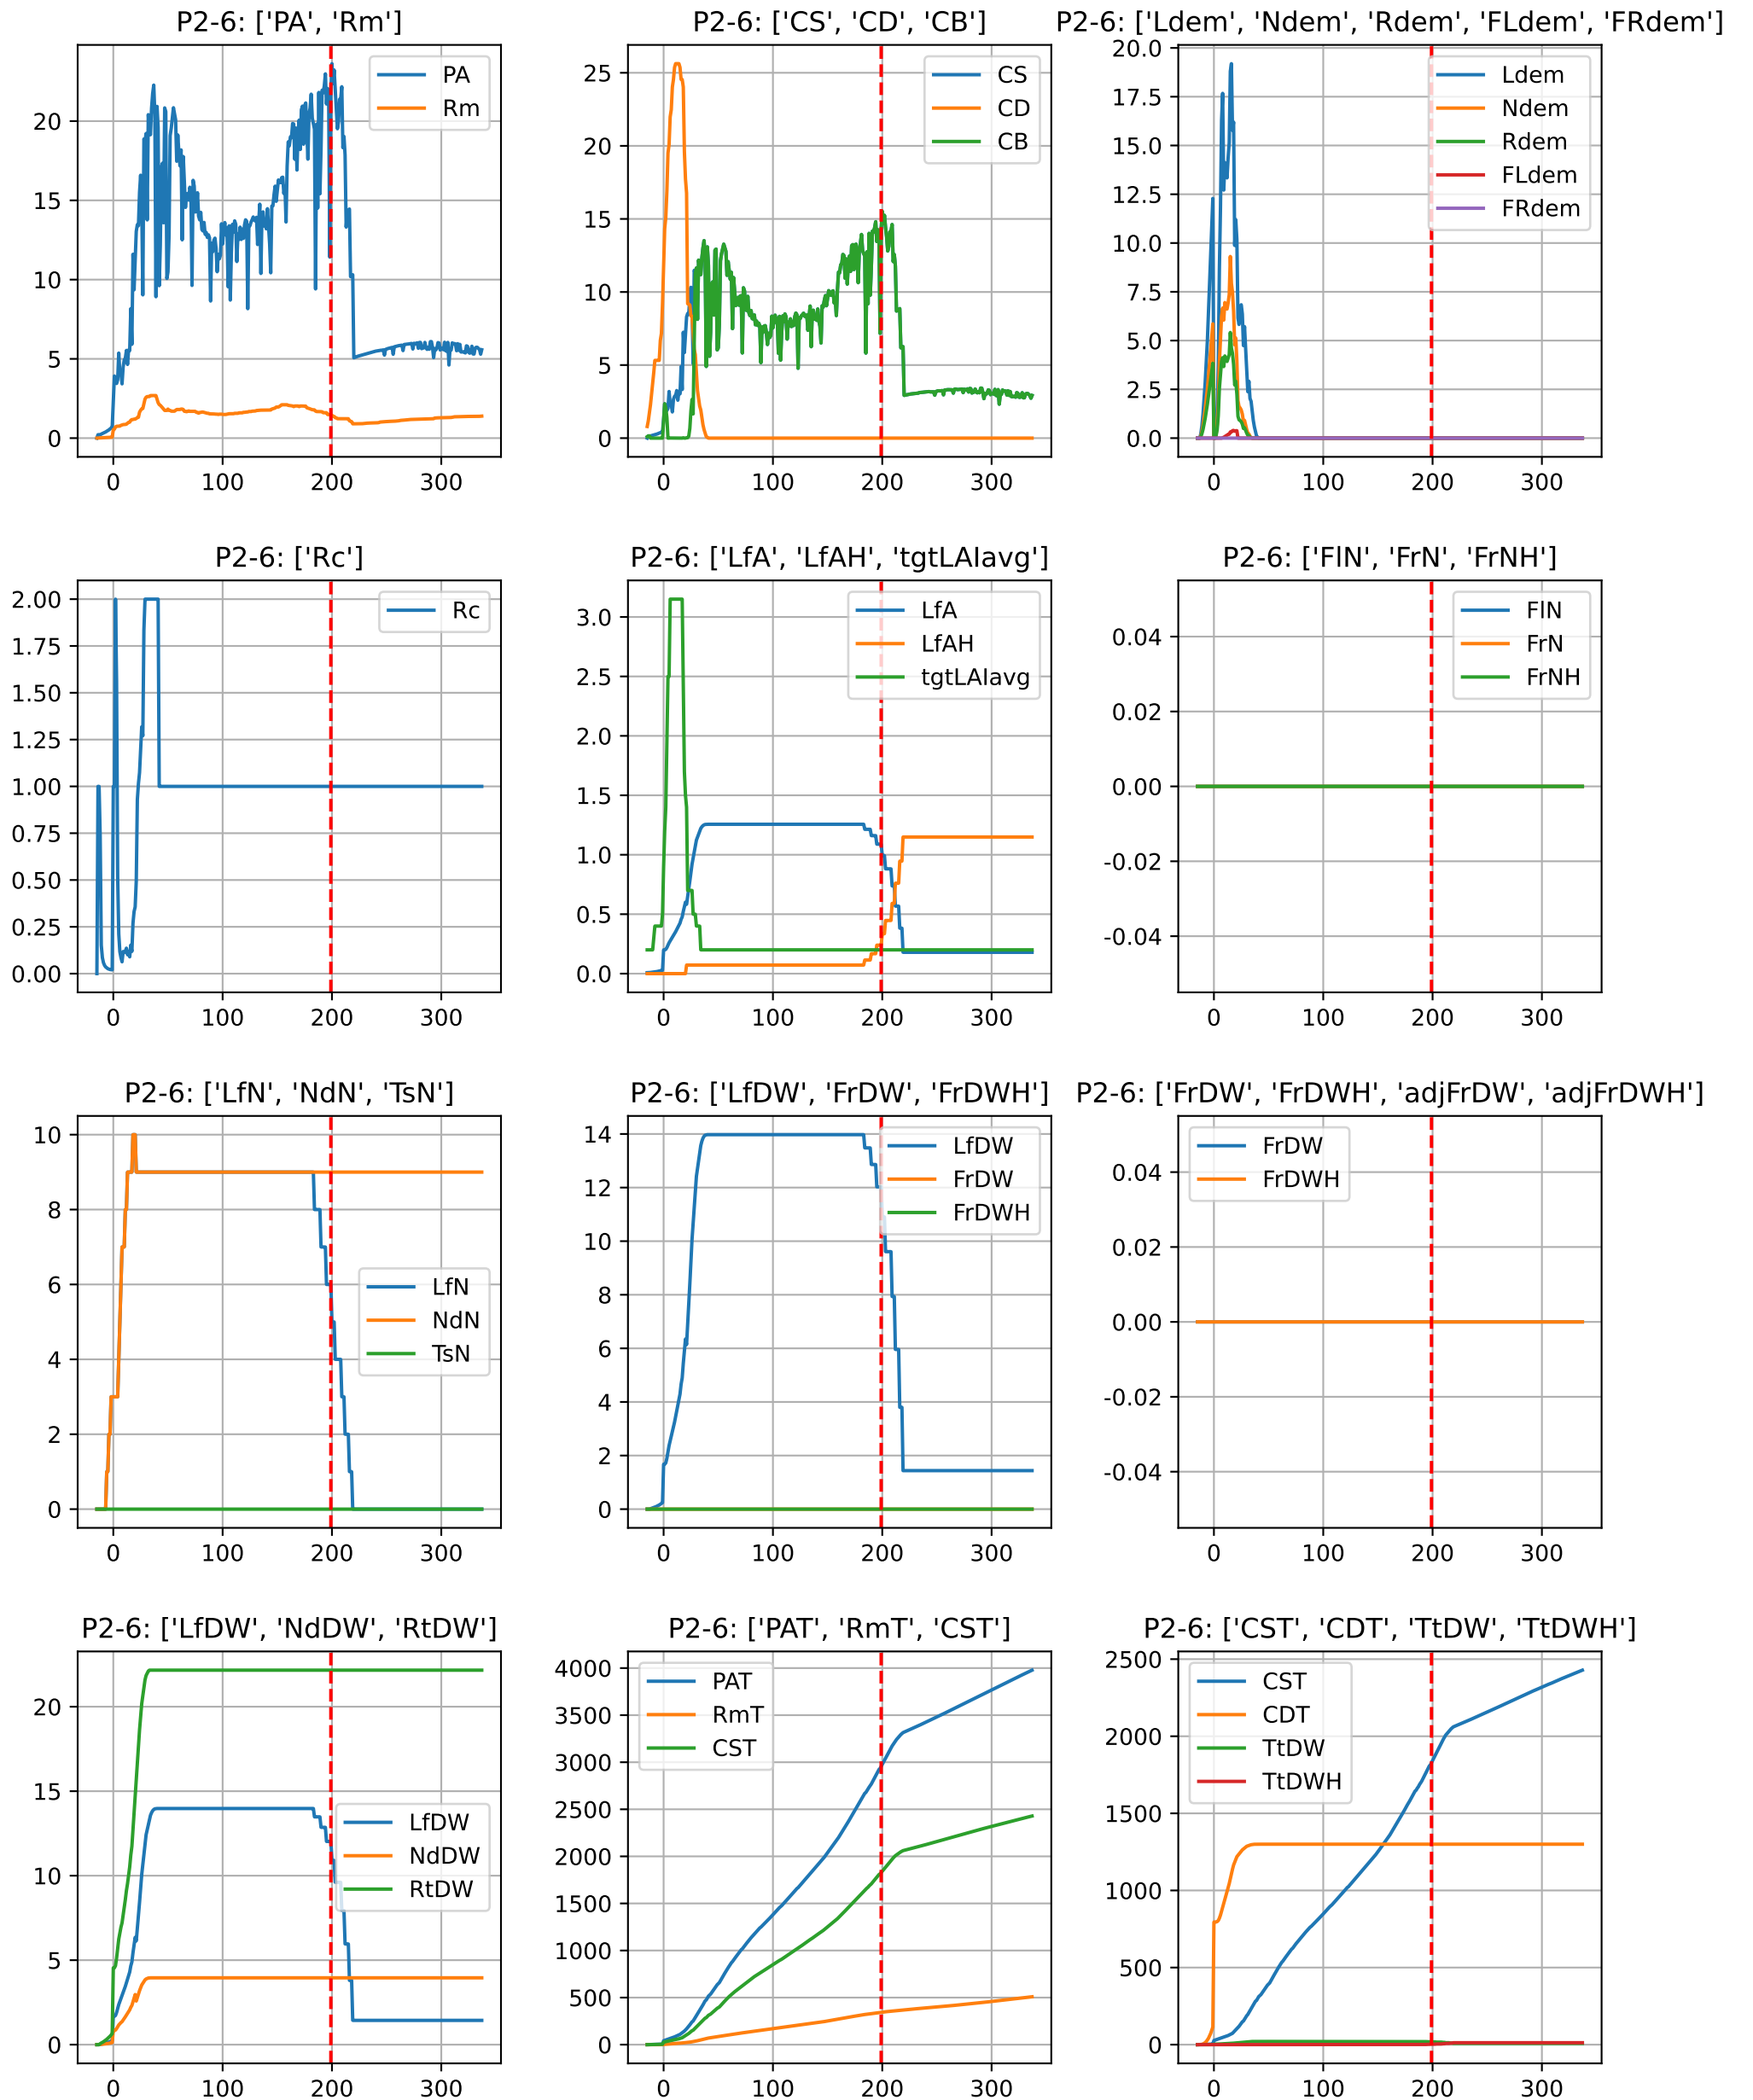 P2-6: ['PA', 'Rm']
PA
Rm
0
5
10
15
20
0
100
200
300
P2-6: ['CS', 'CD', 'CB']
CS
CD
CB
0
5
10
15
20
25
0
100
200
300
P2-6: ['Ldem', 'Ndem', 'Rdem', 'FLdem', 'FRdem']
Ldem
Ndem
Rdem
FLdem
FRdem
0.0
2.5
5.0
7.5
10.0
12.5
15.0
17.5
20.0
0
100
200
300
P2-6: ['Rc']
Rc
0.00
0.25
0.50
0.75
1.00
1.25
1.50
1.75
2.00
0
100
200
300
P2-6: ['LfA', 'LfAH', 'tgtLAIavg']
LfA
LfAH
tgtLAIavg
0.0
0.5
1.0
1.5
2.0
2.5
3.0
0
100
200
300
P2-6: ['FlN', 'FrN', 'FrNH']
FlN
FrN
FrNH
-0.04
-0.02
0.00
0.02
0.04
0
100
200
300
P2-6: ['LfN', 'NdN', 'TsN']
LfN
NdN
TsN
0
2
4
6
8
10
0
100
200
300
P2-6: ['LfDW', 'FrDW', 'FrDWH']
LfDW
FrDW
FrDWH
0
2
4
6
8
10
12
14
0
100
200
300
P2-6: ['FrDW', 'FrDWH', 'adjFrDW', 'adjFrDWH']
FrDW
FrDWH
-0.04
-0.02
0.00
0.02
0.04
0
100
200
300
P2-6: ['LfDW', 'NdDW', 'RtDW']
LfDW
NdDW
RtDW
0
5
10
15
20
0
100
200
300
P2-6: ['PAT', 'RmT', 'CST']
PAT
RmT
CST
0
500
1000
1500
2000
2500
3000
3500
4000
0
100
200
300
P2-6: ['CST', 'CDT', 'TtDW', 'TtDWH']
CST
CDT
TtDW
TtDWH
0
500
1000
1500
2000
2500
0
100
200
300